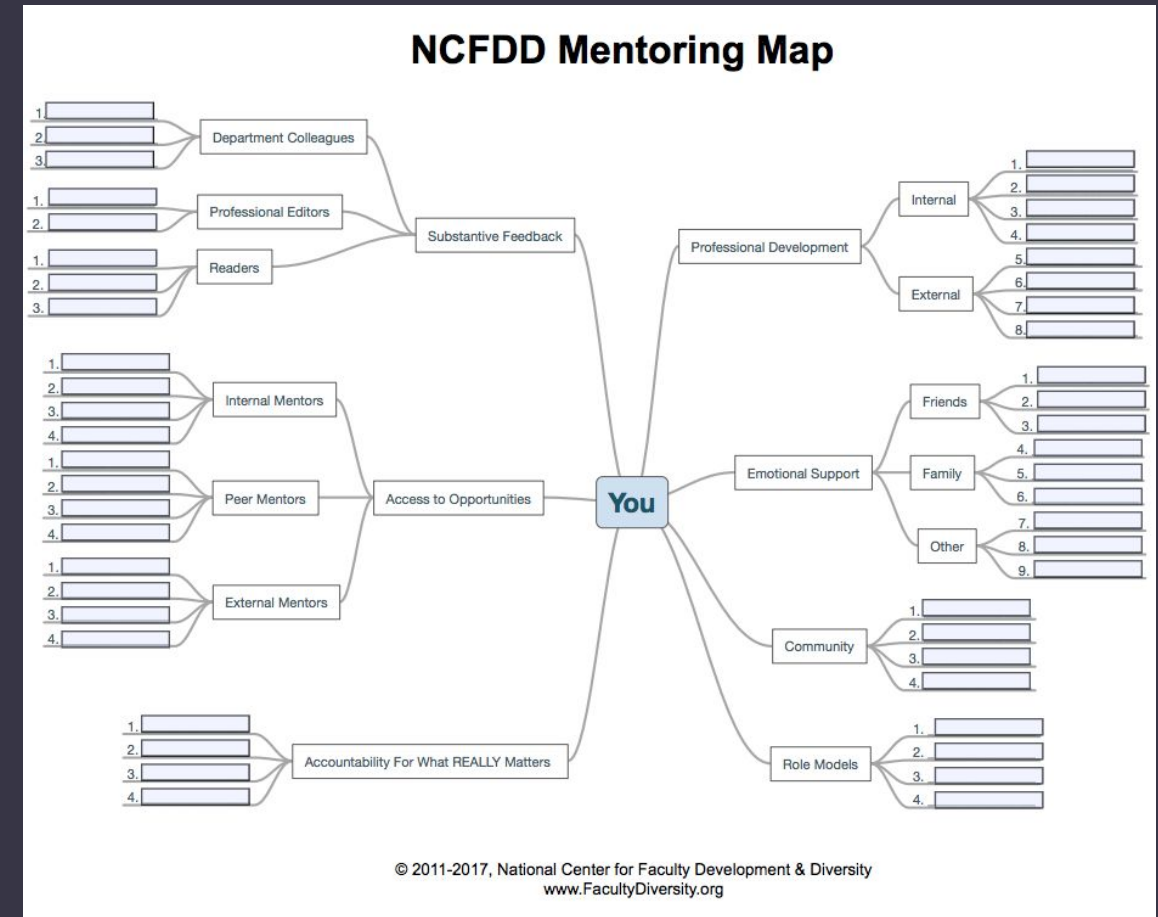 NCFDD Mentoring Map
1.
2.
3.
Department Colleagues
1.
2.
Professional Editors
1.
2.
3.
Readers
Substantive Feedback
1.
2.
3.
4.
Internal Mentors
1.
2.
3.
4.
Peer Mentors
1.
2.
3.
4.
External Mentors
Access to Opportunities
1.
2.
3.
4.
Accountability For What REALLY Matters
You
Professional Development
Internal
1.
2.
3.
4.
External
5.
6.
7.
8.
Emotional Support
Friends
1.
2.
3.
Family
4.
5.
6.
Other
7.
8.
9.
Community
1.
2.
3.
4.
Role Models
1.
2.
3.
4.
© 2011-2017, National Center for Faculty Development & Diversity
www.FacultyDiversity.org